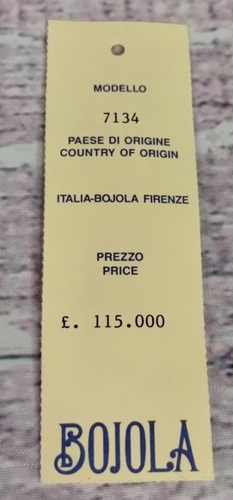 MODELLO
7134
PAESE DI ORIGINE
COUNTRY OF ORIGIN
ITALIA-BOJOLA FIRENZE
PREZZO
PRICE
£. 115.000
BOJOLA